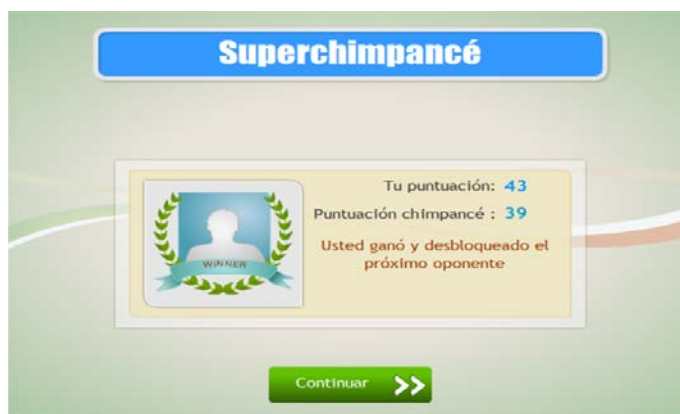 Superchimpancé
Tu puntuación: 43
Puntuación chimpancé : 39
Usted ganó y desbloqueado el
próximo oponente
WINNER
Continuar